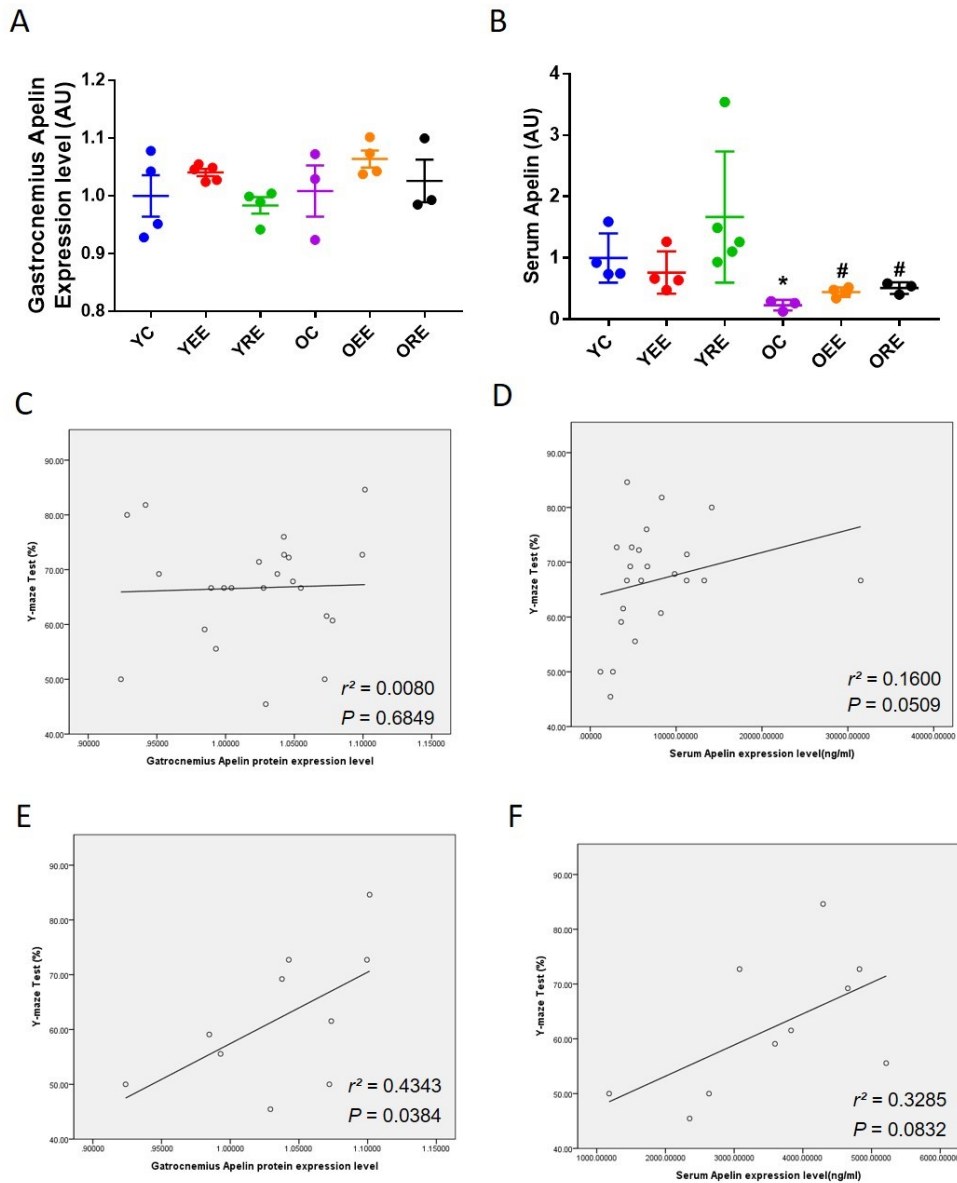 A
Gastrocnemius Apelin
Expression level (AU)
1.2
1.1
1.0
0.9
0.8
YC
YEE
YRE
OC
OEE
ORE
B
Serum Apelin (AU)
4
3
2
1
0
*
#
#
YC
YEE
YRE
OC
OEE
ORE
C
Y-maze Test (%)
90.00
80.00
70.00
60.00
50.00
40.00
r² = 0.0080
P = 0.6849
.90000
.95000
1.00000
1.05000
1.10000
1.15000
Gatrocnemius Apelin protein expression level
D
Y-maze Test (%)
90.00
80.00
70.00
60.00
50.00
40.00
r² = 0.1600
P = 0.0509
.00000
10000.00000
20000.00000
30000.00000
40000.00000
Serum Apelin expression level(ng/ml)
E
Y-maze Test (%)
90.00
80.00
70.00
60.00
50.00
40.00
r² = 0.4343
P = 0.0384
.90000
.95000
1.00000
1.05000
1.10000
1.15000
Gatrocnemius Apelin protein expression level
F
Y-maze Test (%)
90.00
80.00
70.00
60.00
50.00
40.00
r² = 0.3285
P = 0.0832
1000.00000
2000.00000
3000.00000
4000.00000
5000.00000
6000.00000
Serum Apelin expression level(ng/ml)